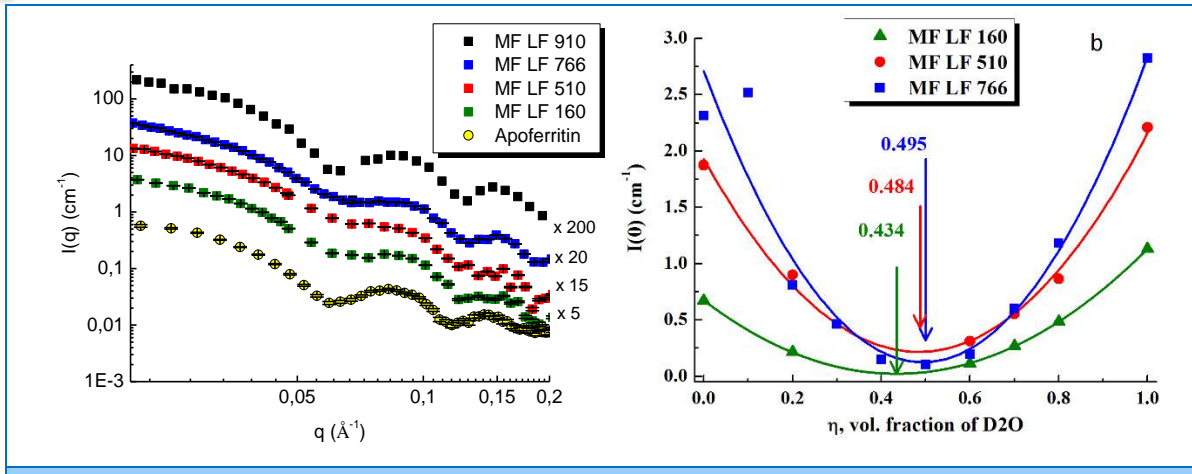 MF LF 910
MF LF 766
MF LF 510
MF LF 160
Apoferritin
100
10
1
0,1
0,01
1E-3
I(q) (cm⁻¹)
x 200
x 20
x 15
x 5
0,05
0,1
0,15
0,2
q (Å⁻¹)
b
MF LF 160
MF LF 510
MF LF 766
3.0
2.5
2.0
1.5
1.0
0.5
0.0
I(0) (cm⁻¹)
0.495
0.484
0.434
0.0
0.2
0.4
0.6
0.8
1.0
η, vol. fraction of D2O